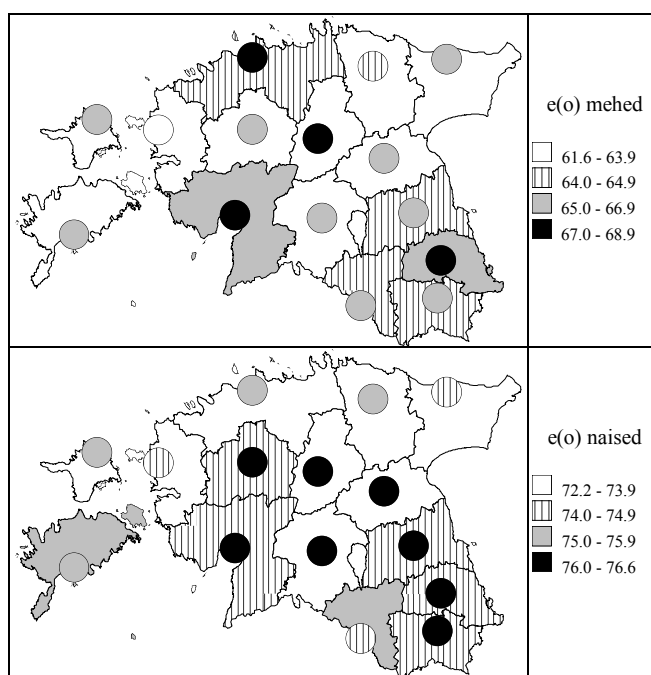 e(o) mehed
61.6 - 63.9
64.0 - 64.9
65.0 - 66.9
67.0 - 68.9
e(o) naised
72.2 - 73.9
74.0 - 74.9
75.0 - 75.9
76.0 - 76.6